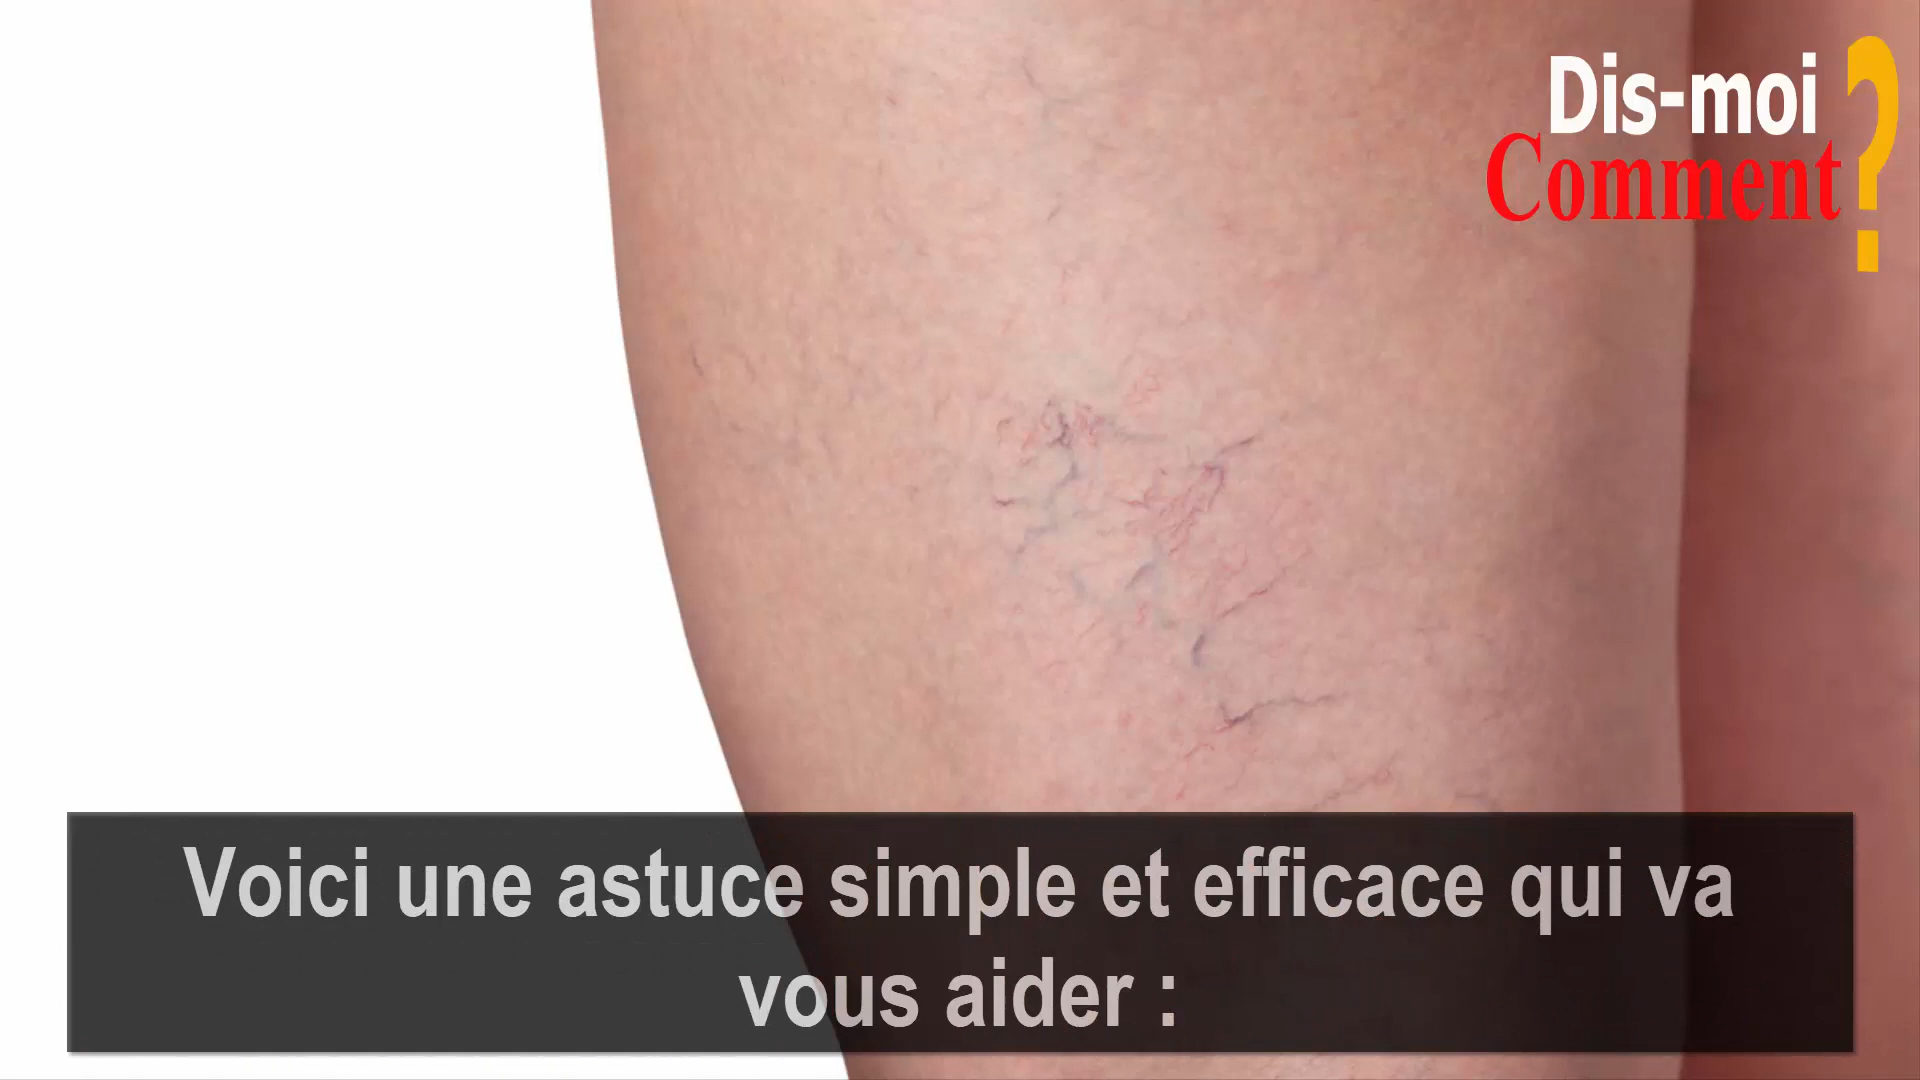 Dis-moi
Comment ?
Voici une astuce simple et efficace qui va
vous aider :